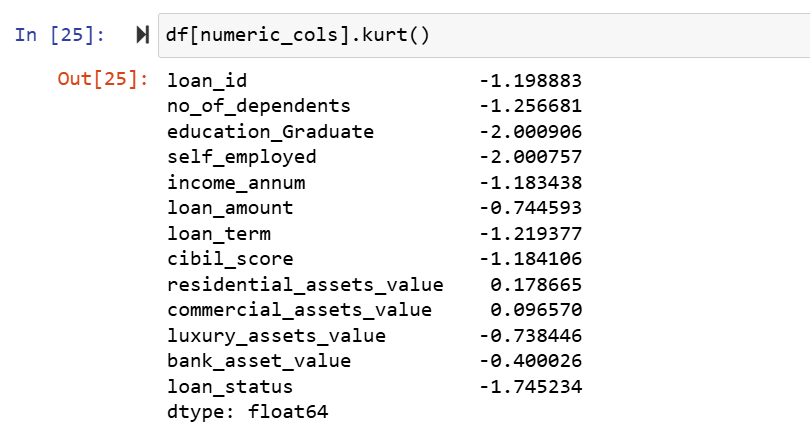 In [25]: df[numeric_cols].kurt()
Out[25]: loan_id -1.198883
no_of_dependents -1.256681
education_Graduate -2.000906
self_employed -2.000757
income_annum -1.183438
loan_amount -0.744593
loan_term -1.219377
cibil_score -1.184106
residential_assets_value 0.178665
commercial_assets_value 0.096570
luxury_assets_value -0.738446
bank_asset_value -0.400026
loan_status -1.745234
dtype: float64